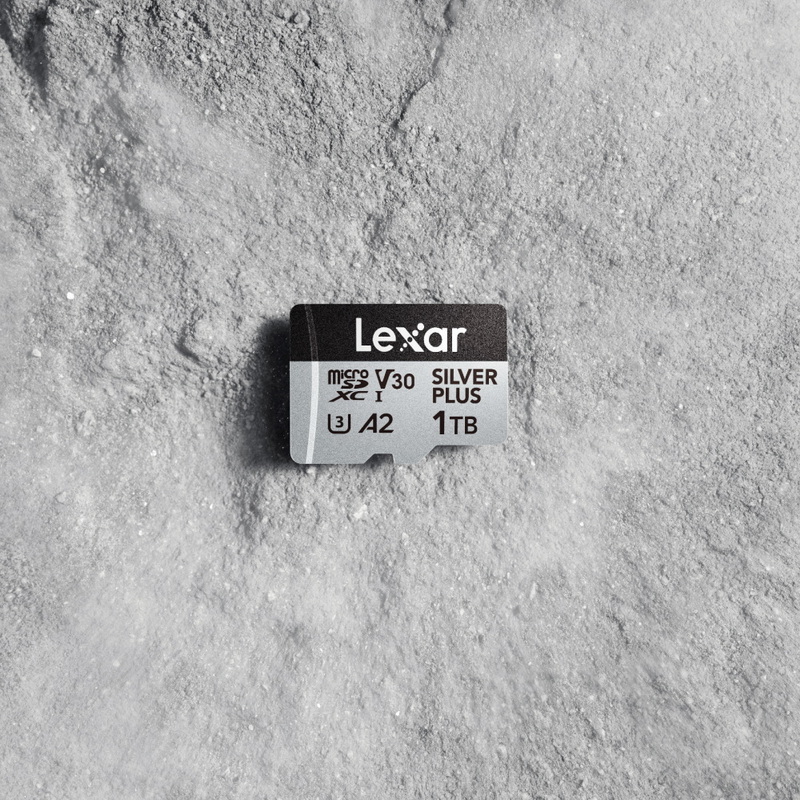 Lexar
micro SD XC I V30 SILVER PLUS
U3 A2 1TB